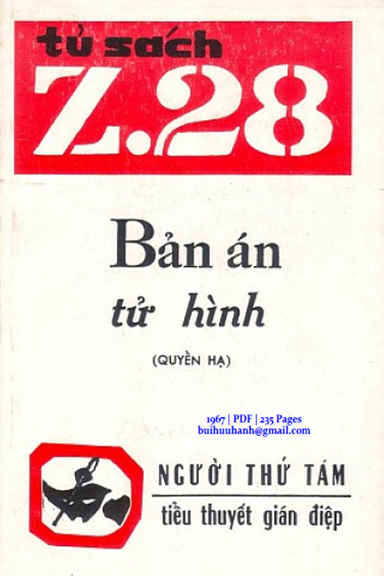 tủ sách
Z.28
Bản án
tử hình
(QUYỀN HẠ)
1967 | PDF | 235 Pages
buihuuhanh@gmail.com
NGƯỜI THỨ TÁM
tiểu thuyết gián điệp